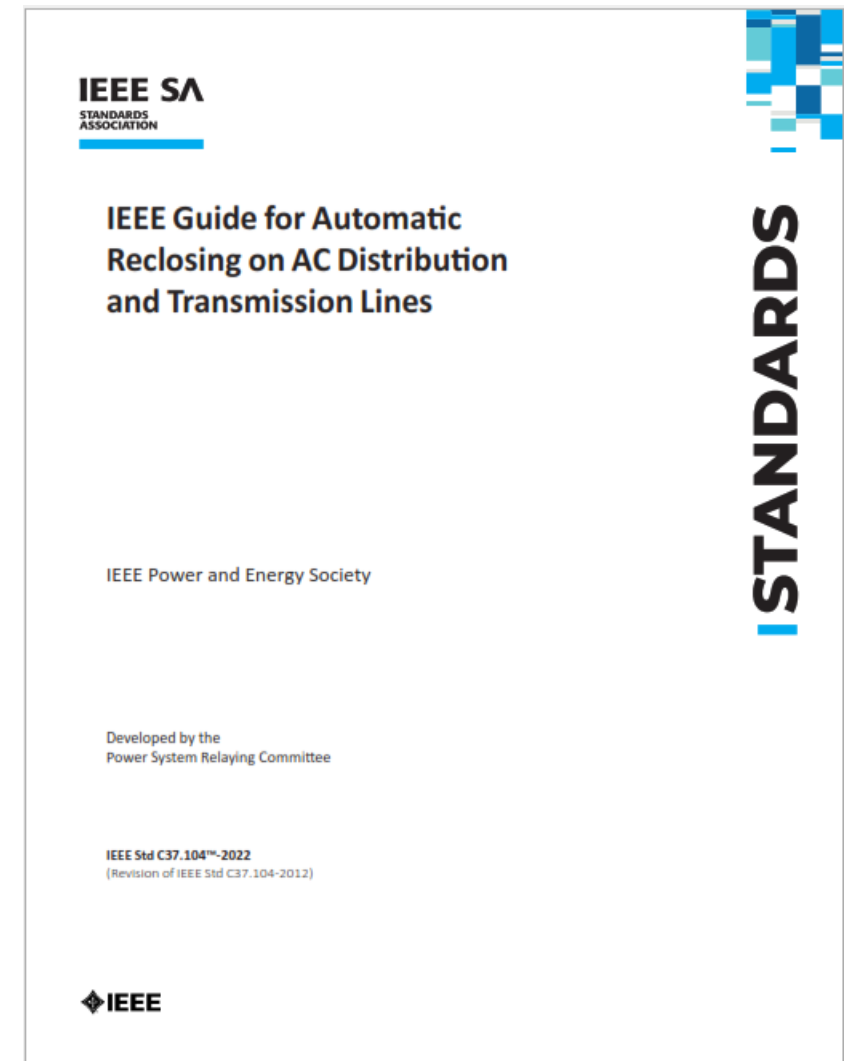 IEEE SA
STANDARDS
ASSOCIATION
IEEE Guide for Automatic
Reclosing on AC Distribution
and Transmission Lines
STANDARDS
IEEE Power and Energy Society
Developed by the
Power System Relaying Committee
IEEE Std C37.104™-2022
(Revision of IEEE Std C37.104-2012)
IEEE